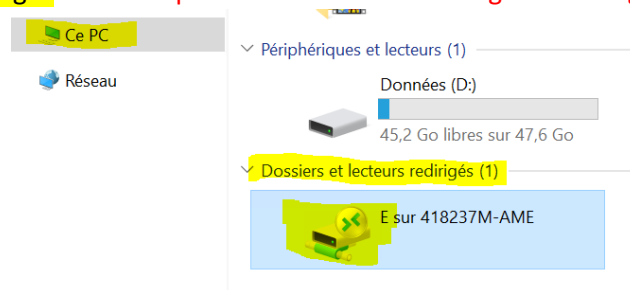 Ce PC
Réseau
Périphériques et lecteurs (1)
Données (D:)
45,2 Go libres sur 47,6 Go
Dossiers et lecteurs redirigés (1)
E sur 418237M-AME